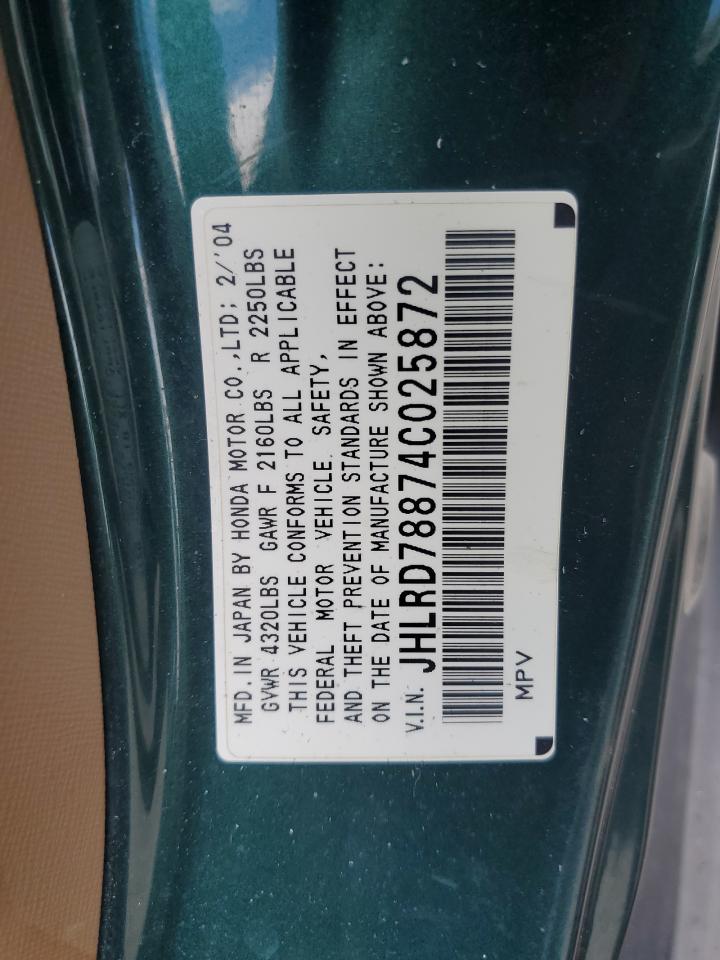 MFD. IN JAPAN BY HONDA MOTOR CO.,LTD: 2/'04
GVWR 4320LBS GAWR F 2160LBS R 2250LBS
THIS VEHICLE CONFORMS TO ALL APPLICABLE
FEDERAL MOTOR VEHICLE. SAFETY,
AND THEFT PREVENTION STANDARDS IN EFFECT
ON THE DATE OF MANUFACTURE SHOWN ABOVE:
V.I.N. JHLRD78874C025872
MPV